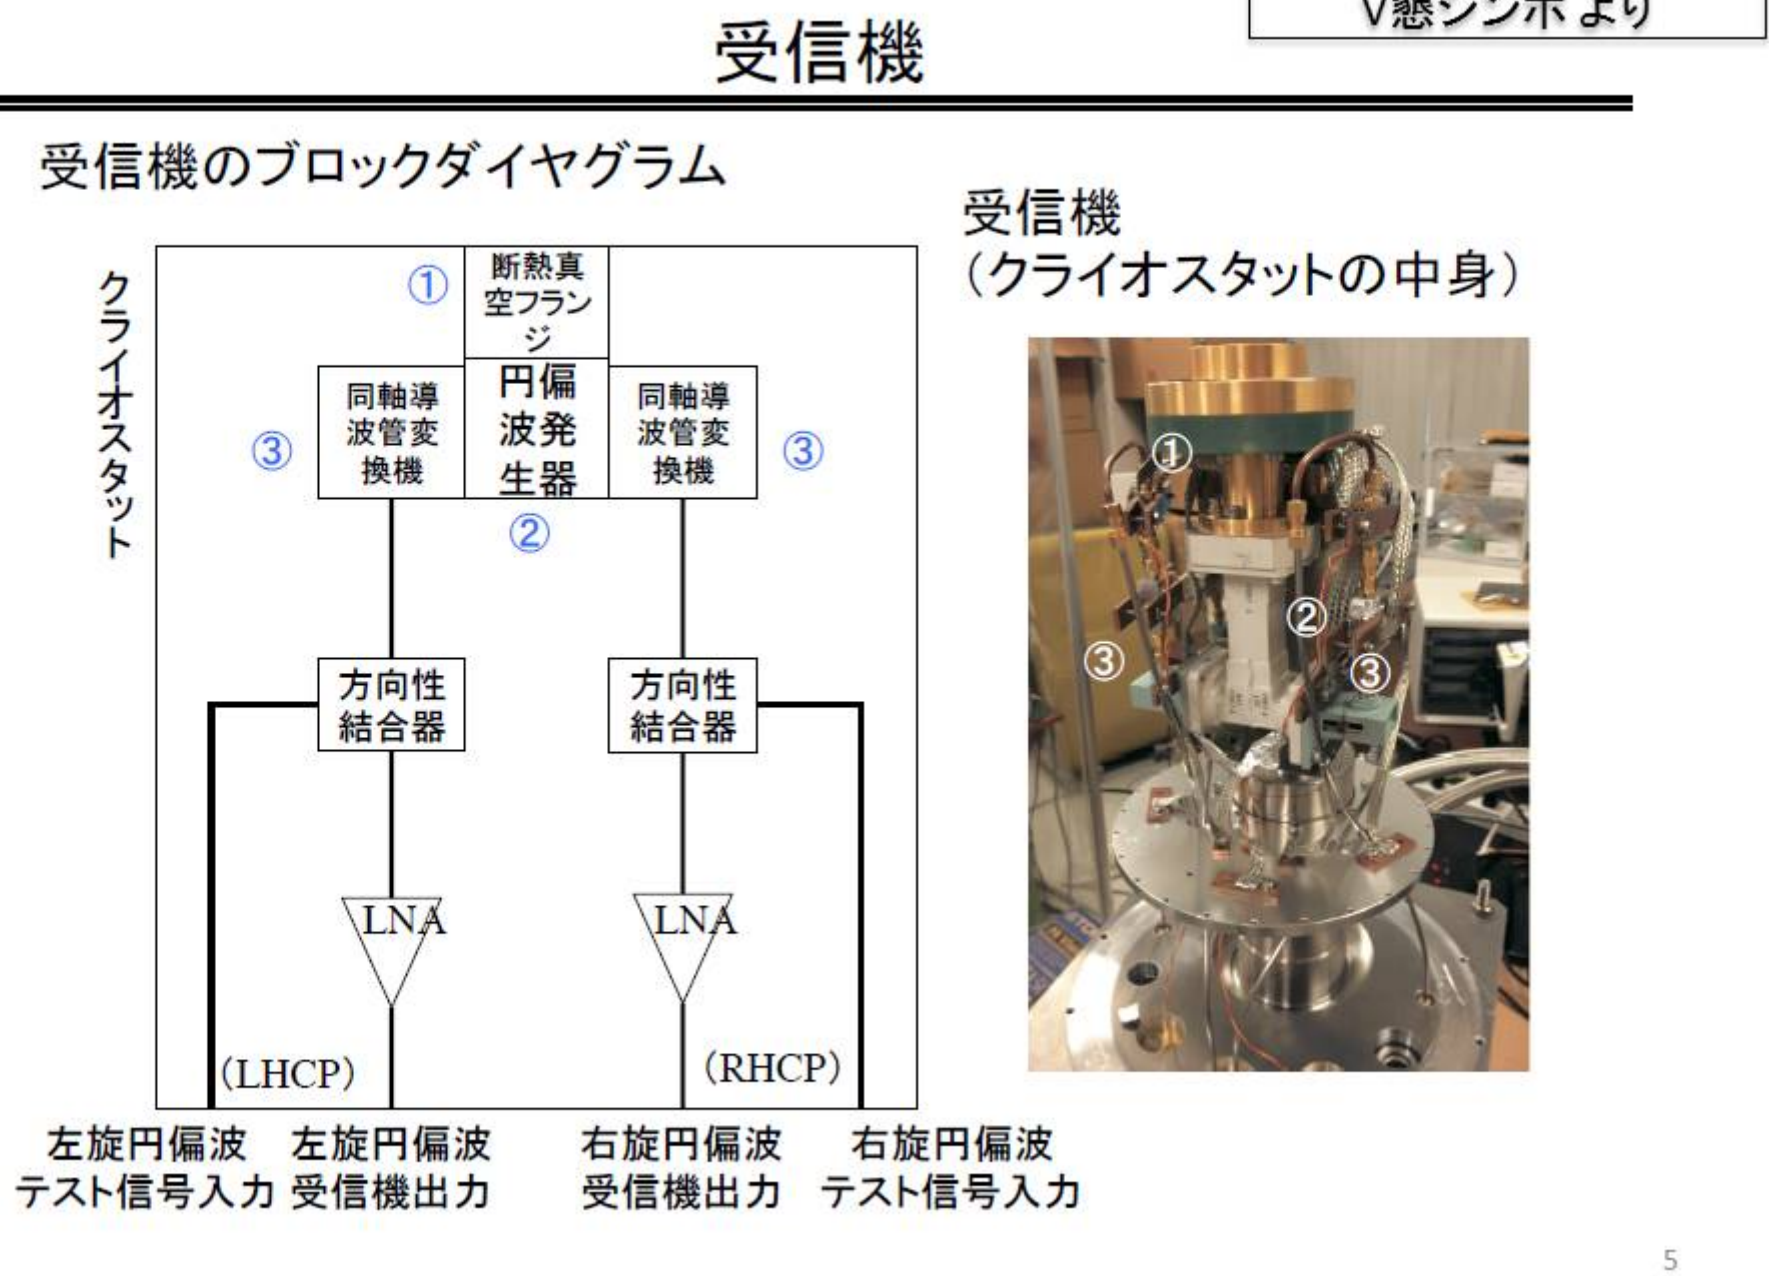 V懇シンポ より
受信機
受信機のブロックダイヤグラム
受信機
（クライオスタットの中身）
クライオスタット
①
断熱真
空フラン
ジ
同軸導
波管変
換機
円偏
波発
生器
同軸導
波管変
換機
③
③
②
方向性
結合器
方向性
結合器
LNA
LNA
（LHCP）
（RHCP）
左旋円偏波
テスト信号入力
左旋円偏波
受信機出力
右旋円偏波
受信機出力
右旋円偏波
テスト信号入力
①
②
③
③
5